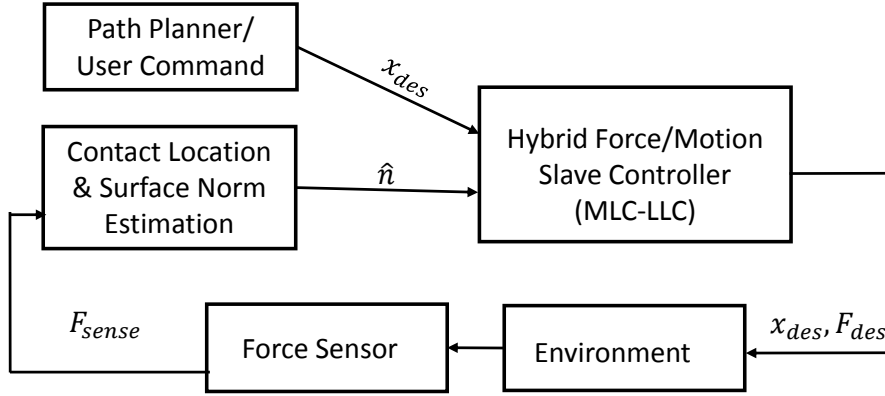 Path Planner/
User Command
x_des
Contact Location
& Surface Norm
Estimation
n̂
Hybrid Force/Motion
Slave Controller
(MLC-LLC)
F_sense
Force Sensor
Environment
x_des, F_des